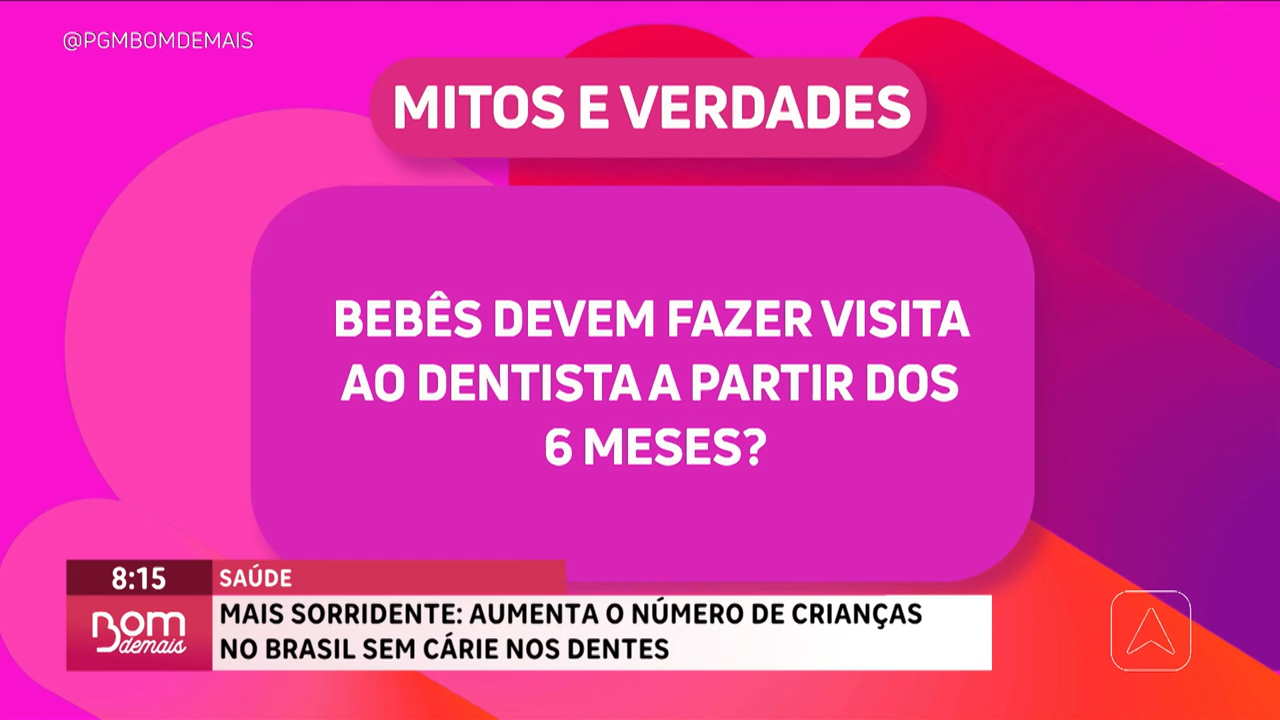 @PGMBOMDEMAIS
MITOS E VERDADES
BEBÊS DEVEM FAZER VISITA
AO DENTISTA A PARTIR DOS
6 MESES?
8:15
SAÚDE
Bom
demais
MAIS SORRIDENTE: AUMENTA O NÚMERO DE CRIANÇAS
NO BRASIL SEM CÁRIE NOS DENTES